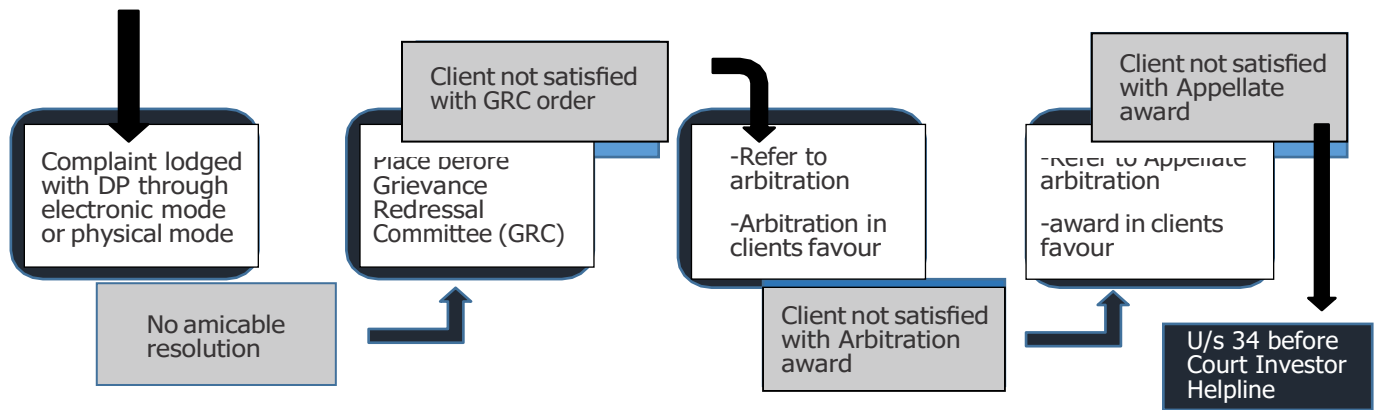 Complaint lodged
with DP through
electronic mode
or physical mode
No amicable
resolution
Client not satisfied
with GRC order
Place before
Grievance
Redressal
Committee (GRC)
-Refer to
arbitration
-Arbitration in
clients favour
Client not satisfied
with Arbitration
award
Client not satisfied
with Appellate
award
-Refer to Appellate
arbitration
-award in clients
favour
U/s 34 before
Court Investor
Helpline